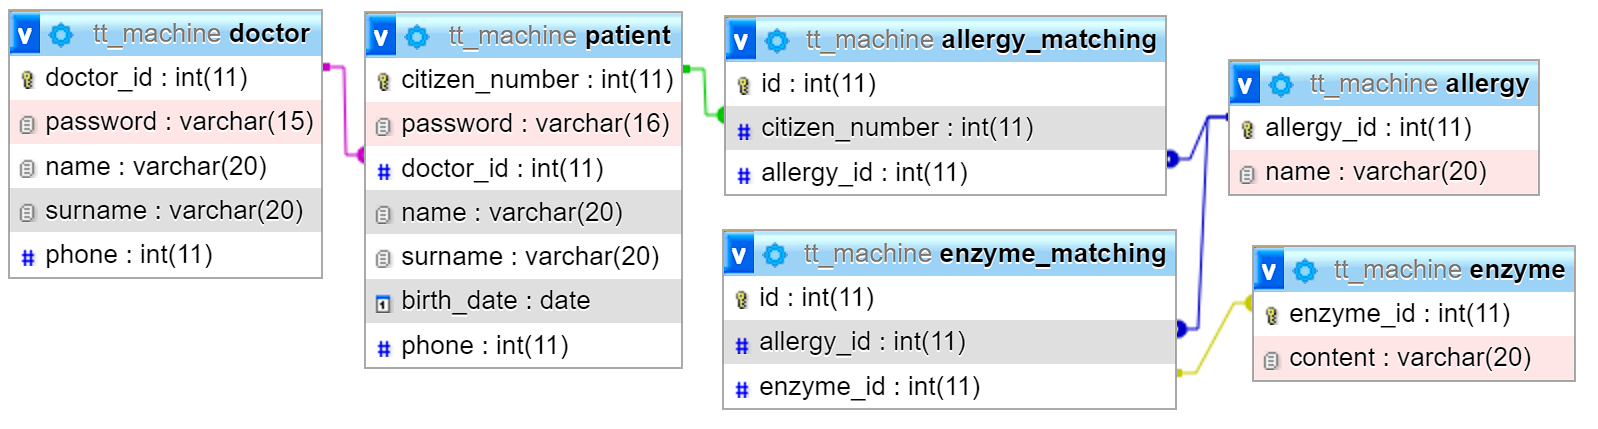 v tt_machine doctor
doctor_id : int(11)
password : varchar(15)
name : varchar(20)
surname : varchar(20)
# phone : int(11)
v tt_machine patient
citizen_number : int(11)
password : varchar(16)
# doctor_id : int(11)
name : varchar(20)
surname : varchar(20)
1 birth_date : date
# phone : int(11)
v tt_machine allergy_matching
id : int(11)
# citizen_number : int(11)
# allergy_id : int(11)
v tt_machine enzyme_matching
id : int(11)
# allergy_id : int(11)
# enzyme_id : int(11)
v tt_machine allergy
allergy_id : int(11)
name : varchar(20)
v tt_machine enzyme
enzyme_id : int(11)
content : varchar(20)